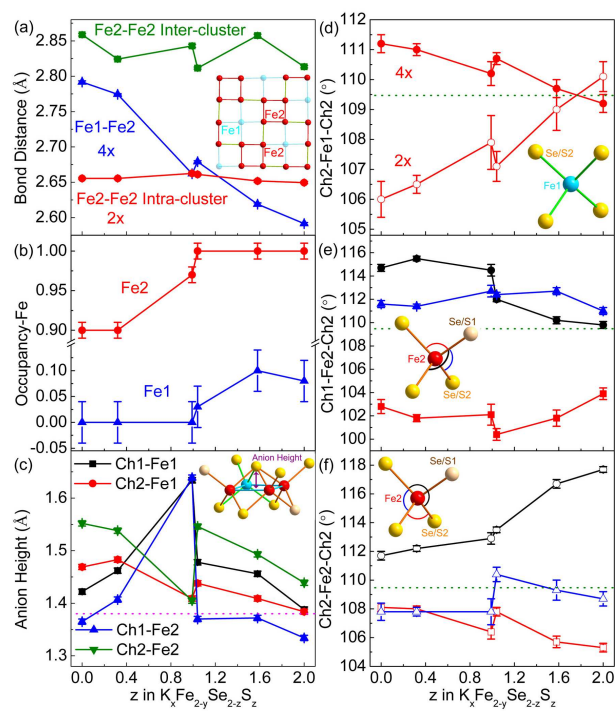 (a)
Fe2-Fe2 Inter-cluster
2.85
2.80
2.75
2.70
2.65
2.60
Bond Distance (Å)
Fe1-Fe2
4x
Fe2-Fe2 Intra-cluster
2x
Fe2
Fe1
Fe2
(b)
1.00
0.95
0.90
0.10
0.05
0.00
-0.05
Occupancy-Fe
Fe2
Fe1
(c)
Ch1-Fe1
Ch2-Fe1
Anion Height
1.6
1.5
1.4
1.3
Anion Height (Å)
Ch1-Fe2
Ch2-Fe2
0.0 0.4 0.8 1.2 1.6 2.0
z in KₓFe₂₋ᵧSe₂₋zSz
(d)
112
111
110
109
108
107
106
105
Ch2-Fe1-Ch2 (°)
4x
2x
Se/S2
Fe1
(e)
116
114
112
110
108
106
104
102
100
Ch1-Fe2-Ch2 (°)
Se/S1
Fe2
Se/S2
(f)
118
116
114
112
110
108
106
104
Ch2-Fe2-Ch2 (°)
Se/S1
Fe2
Se/S2
0.0 0.4 0.8 1.2 1.6 2.0
z in KₓFe₂₋ᵧSe₂₋zSz